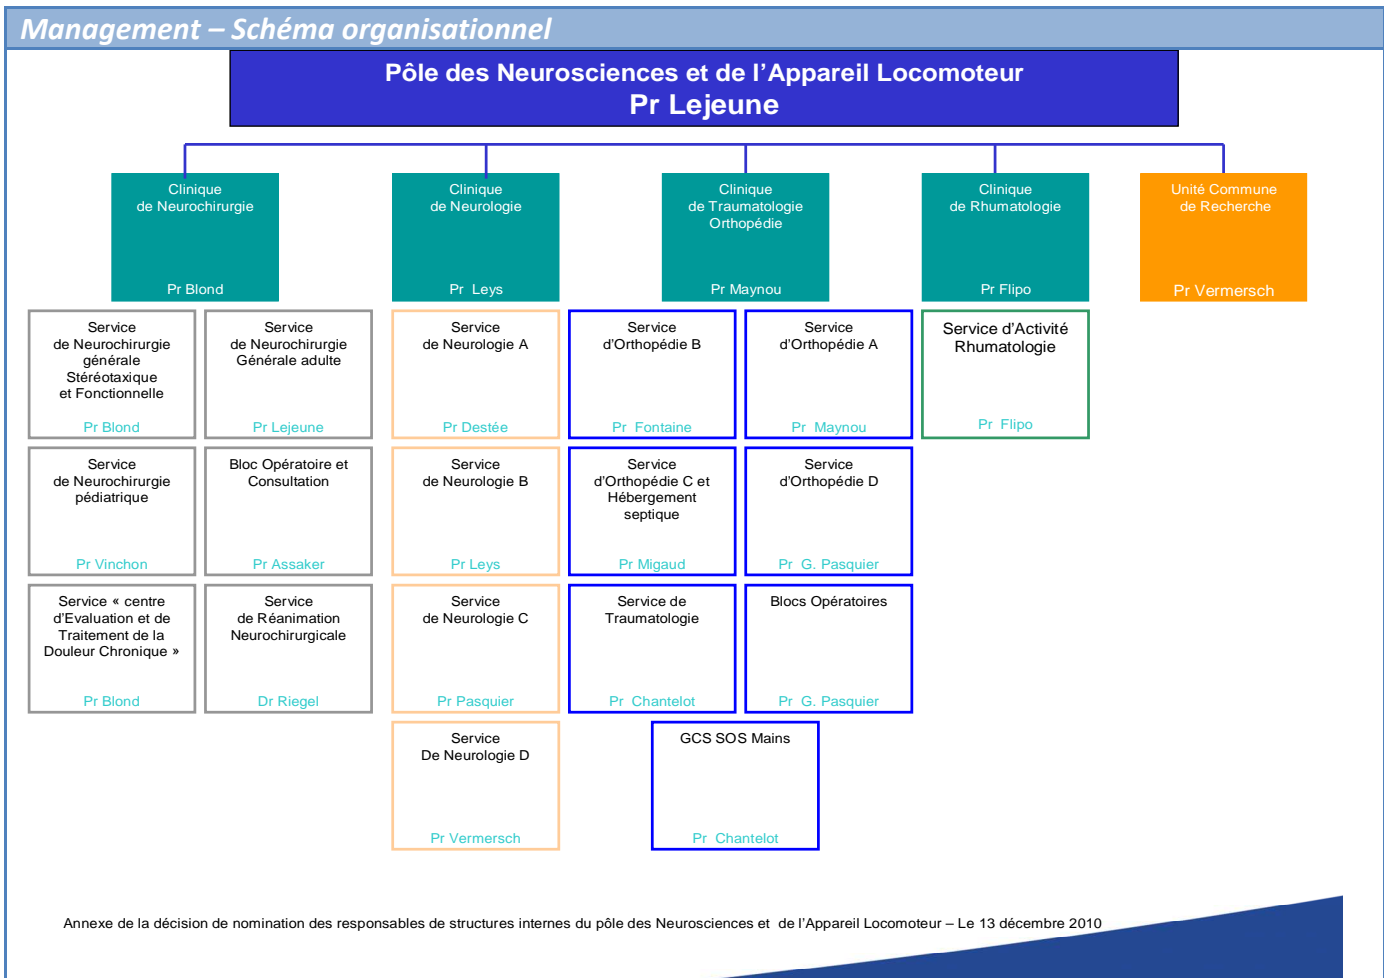 Management – Schéma organisationnel
Pôle des Neurosciences et de l'Appareil Locomoteur
Pr Lejeune
Clinique
de Neurochirurgie
Pr Blond
Clinique
de Neurologie
Pr Leys
Clinique
de Traumatologie
Orthopédie
Pr Maynou
Clinique
de Rhumatologie
Pr Flipo
Unité Commune
de Recherche
Pr Vermersch
Service
de Neurochirurgie
générale
Stéréotaxique
et Fonctionnelle
Pr Blond
Service
de Neurochirurgie
Générale adulte
Pr Lejeune
Service
de Neurologie A
Pr Destée
Service
d'Orthopédie B
Pr Fontaine
Service
d'Orthopédie A
Pr Maynou
Service d'Activité
Rhumatologie
Pr Flipo
Service
de Neurochirurgie
pédiatrique
Pr Vinchon
Bloc Opératoire et
Consultation
Pr Assaker
Service
de Neurologie B
Pr Leys
Service
d'Orthopédie C et
Hébergement
septique
Pr Migaud
Service
d'Orthopédie D
Pr G. Pasquier
Service « centre
d'Evaluation et de
Traitement de la
Douleur Chronique »
Pr Blond
Service
de Réanimation
Neurochirurgicale
Dr Riegel
Service
de Neurologie C
Pr Pasquier
Service de
Traumatologie
Pr Chantelot
Blocs Opératoires
Pr G. Pasquier
Service
De Neurologie D
Pr Vermersch
GCS SOS Mains
Pr Chantelot
Annexe de la décision de nomination des responsables de structures internes du pôle des Neurosciences et de l'Appareil Locomoteur – Le 13 décembre 2010